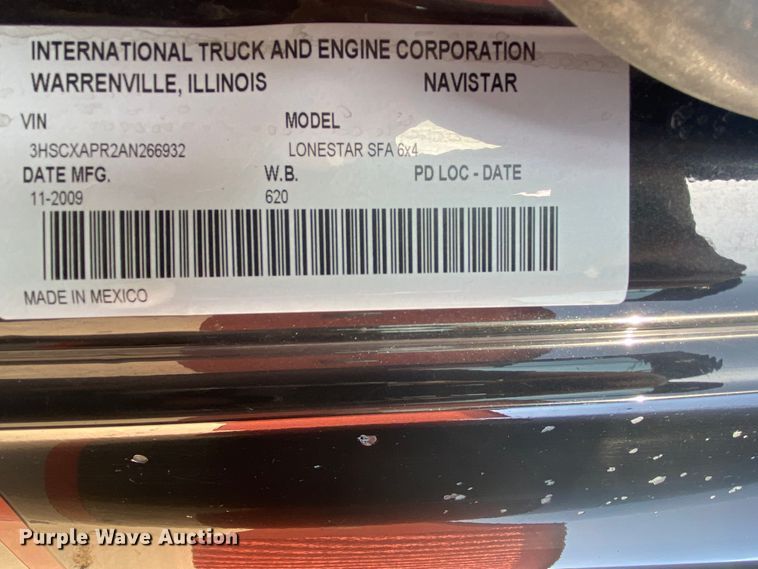 INTERNATIONAL TRUCK AND ENGINE CORPORATION
WARRENVILLE, ILLINOIS NAVISTAR
VIN MODEL
3HSCXAPR2AN266932 LONESTAR SFA 6x4
DATE MFG. W.B. PD LOC - DATE
11-2009 620
MADE IN MEXICO
Purple Wave Auction